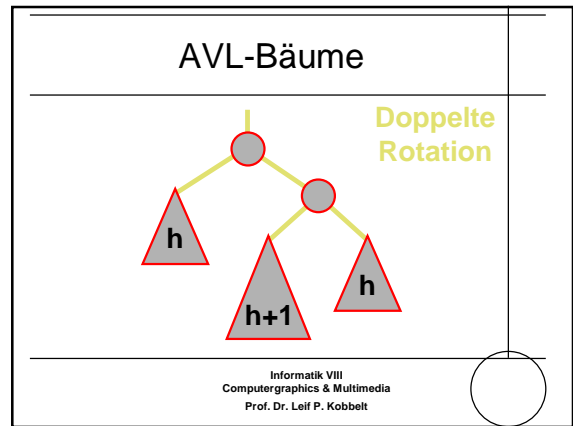 AVL-Bäume
Doppelte
Rotation
h
h+1
h
Informatik VIII
Computergraphics & Multimedia
Prof. Dr. Leif P. Kobbelt